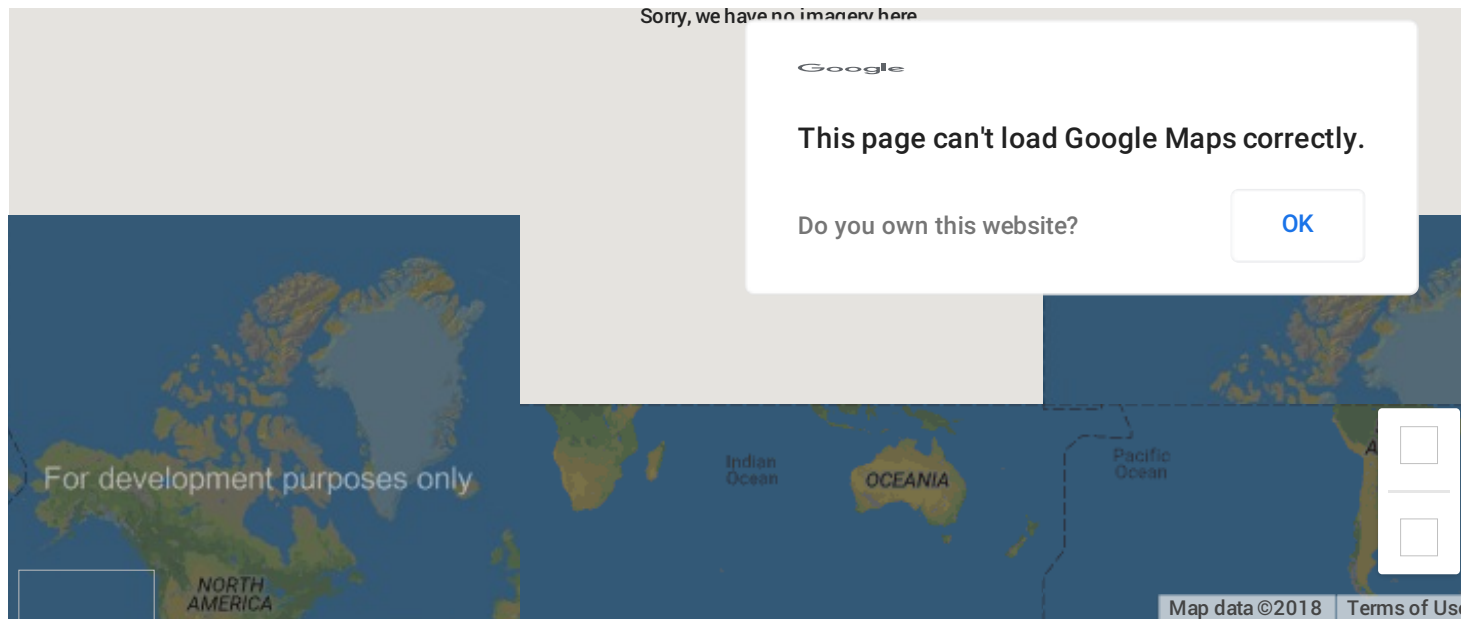 Sorry, we have no imagery here
Google
This page can't load Google Maps correctly.
Do you own this website?
OK
For development purposes only
Indian
Ocean
OCEANIA
Pacific
Ocean
A
NORTH
AMERICA
Map data ©2018
Terms of Use